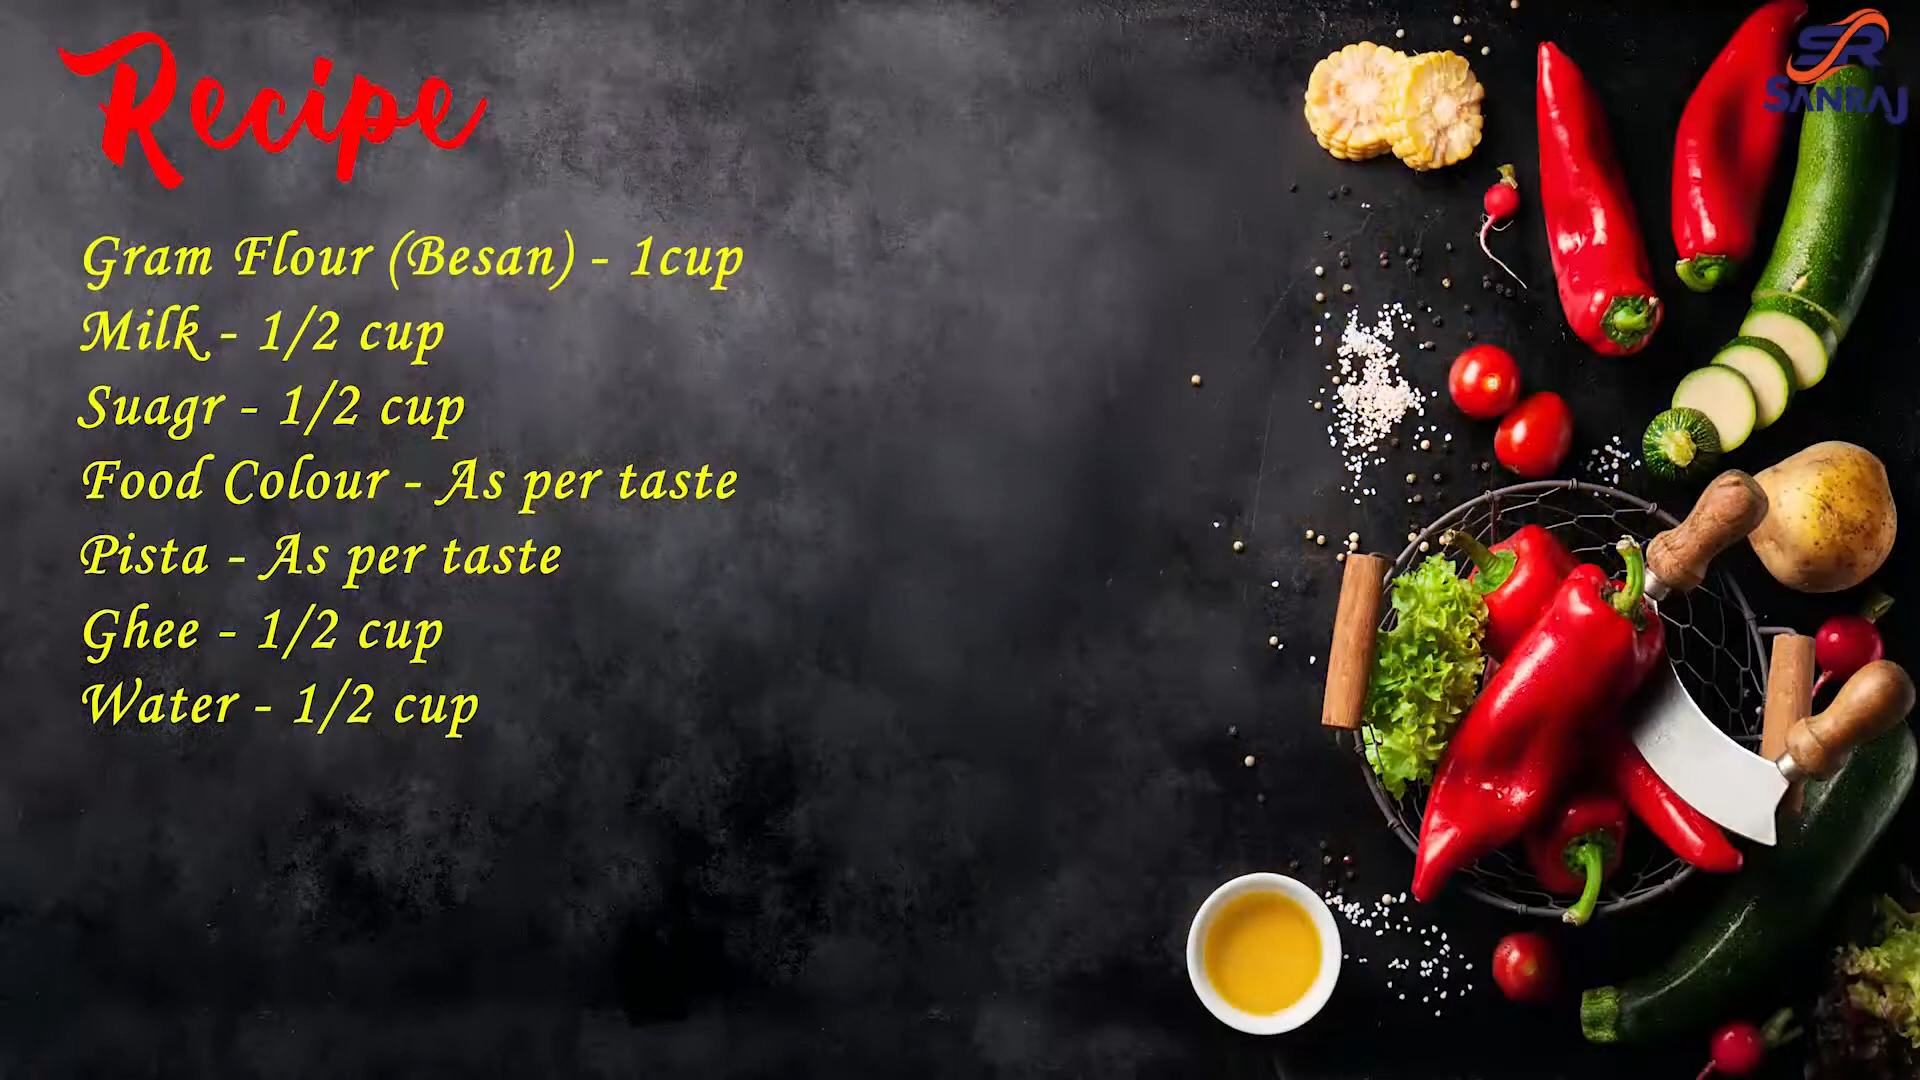 Recipe
SR
SANRAJ
Gram Flour (Besan) - 1cup
Milk - 1/2 cup
Suagr - 1/2 cup
Food Colour - As per taste
Pista - As per taste
Ghee - 1/2 cup
Water - 1/2 cup